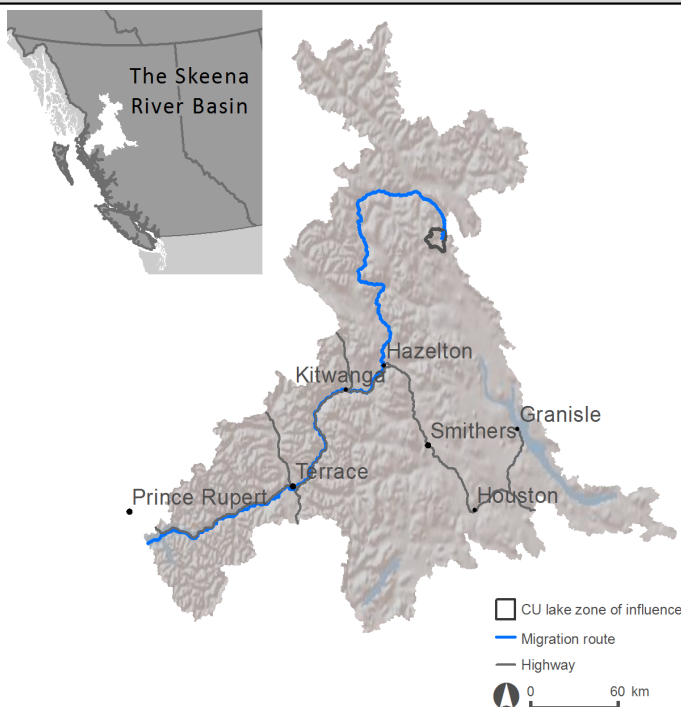 The Skeena
River Basin
Hazelton
Kitwanga
Granisle
Smithers
Terrace
Prince Rupert
Houston
CU lake zone of influence
Migration route
Highway
0 60 km